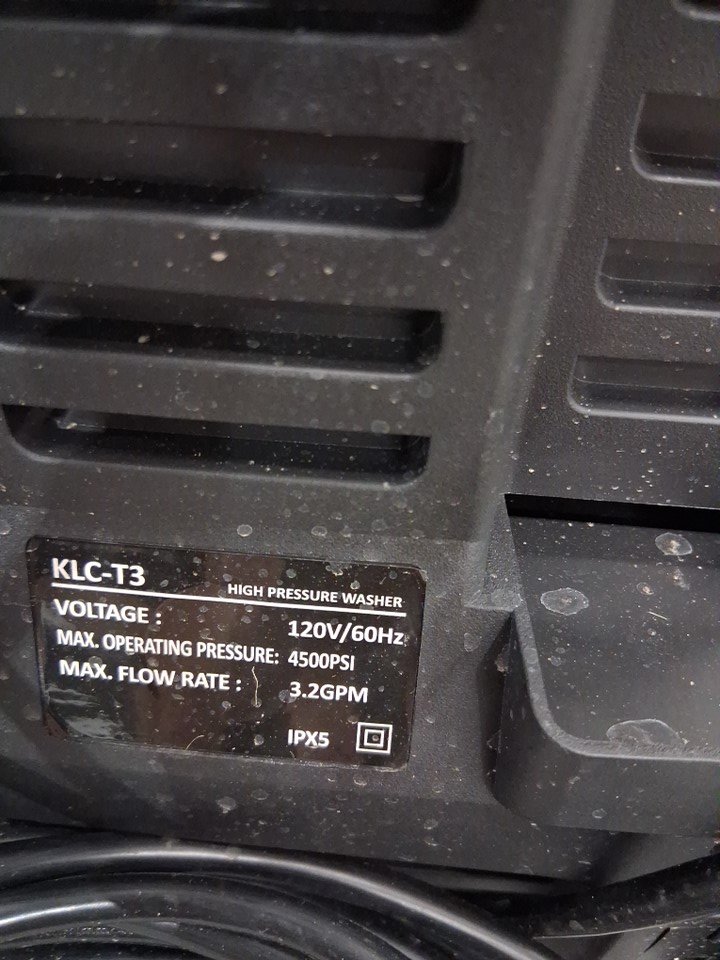 KLC-T3
HIGH PRESSURE WASHER
VOLTAGE : 120V/60Hz
MAX. OPERATING PRESSURE: 4500PSI
MAX. FLOW RATE : 3.2GPM
IPX5